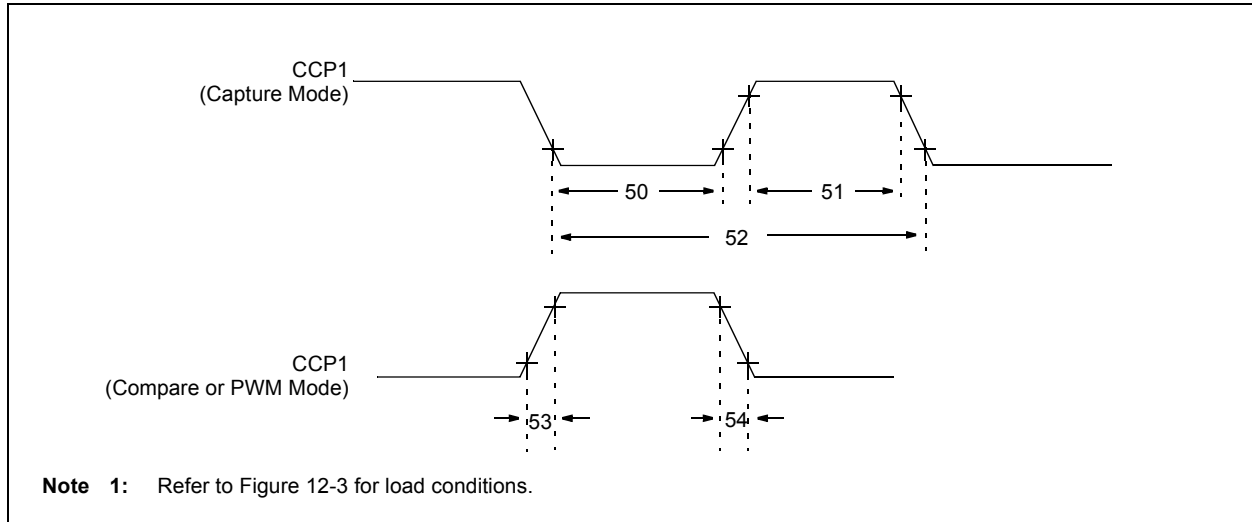 CCP1
(Capture Mode)
50
51
52
CCP1
(Compare or PWM Mode)
53
54
Note 1: Refer to Figure 12-3 for load conditions.